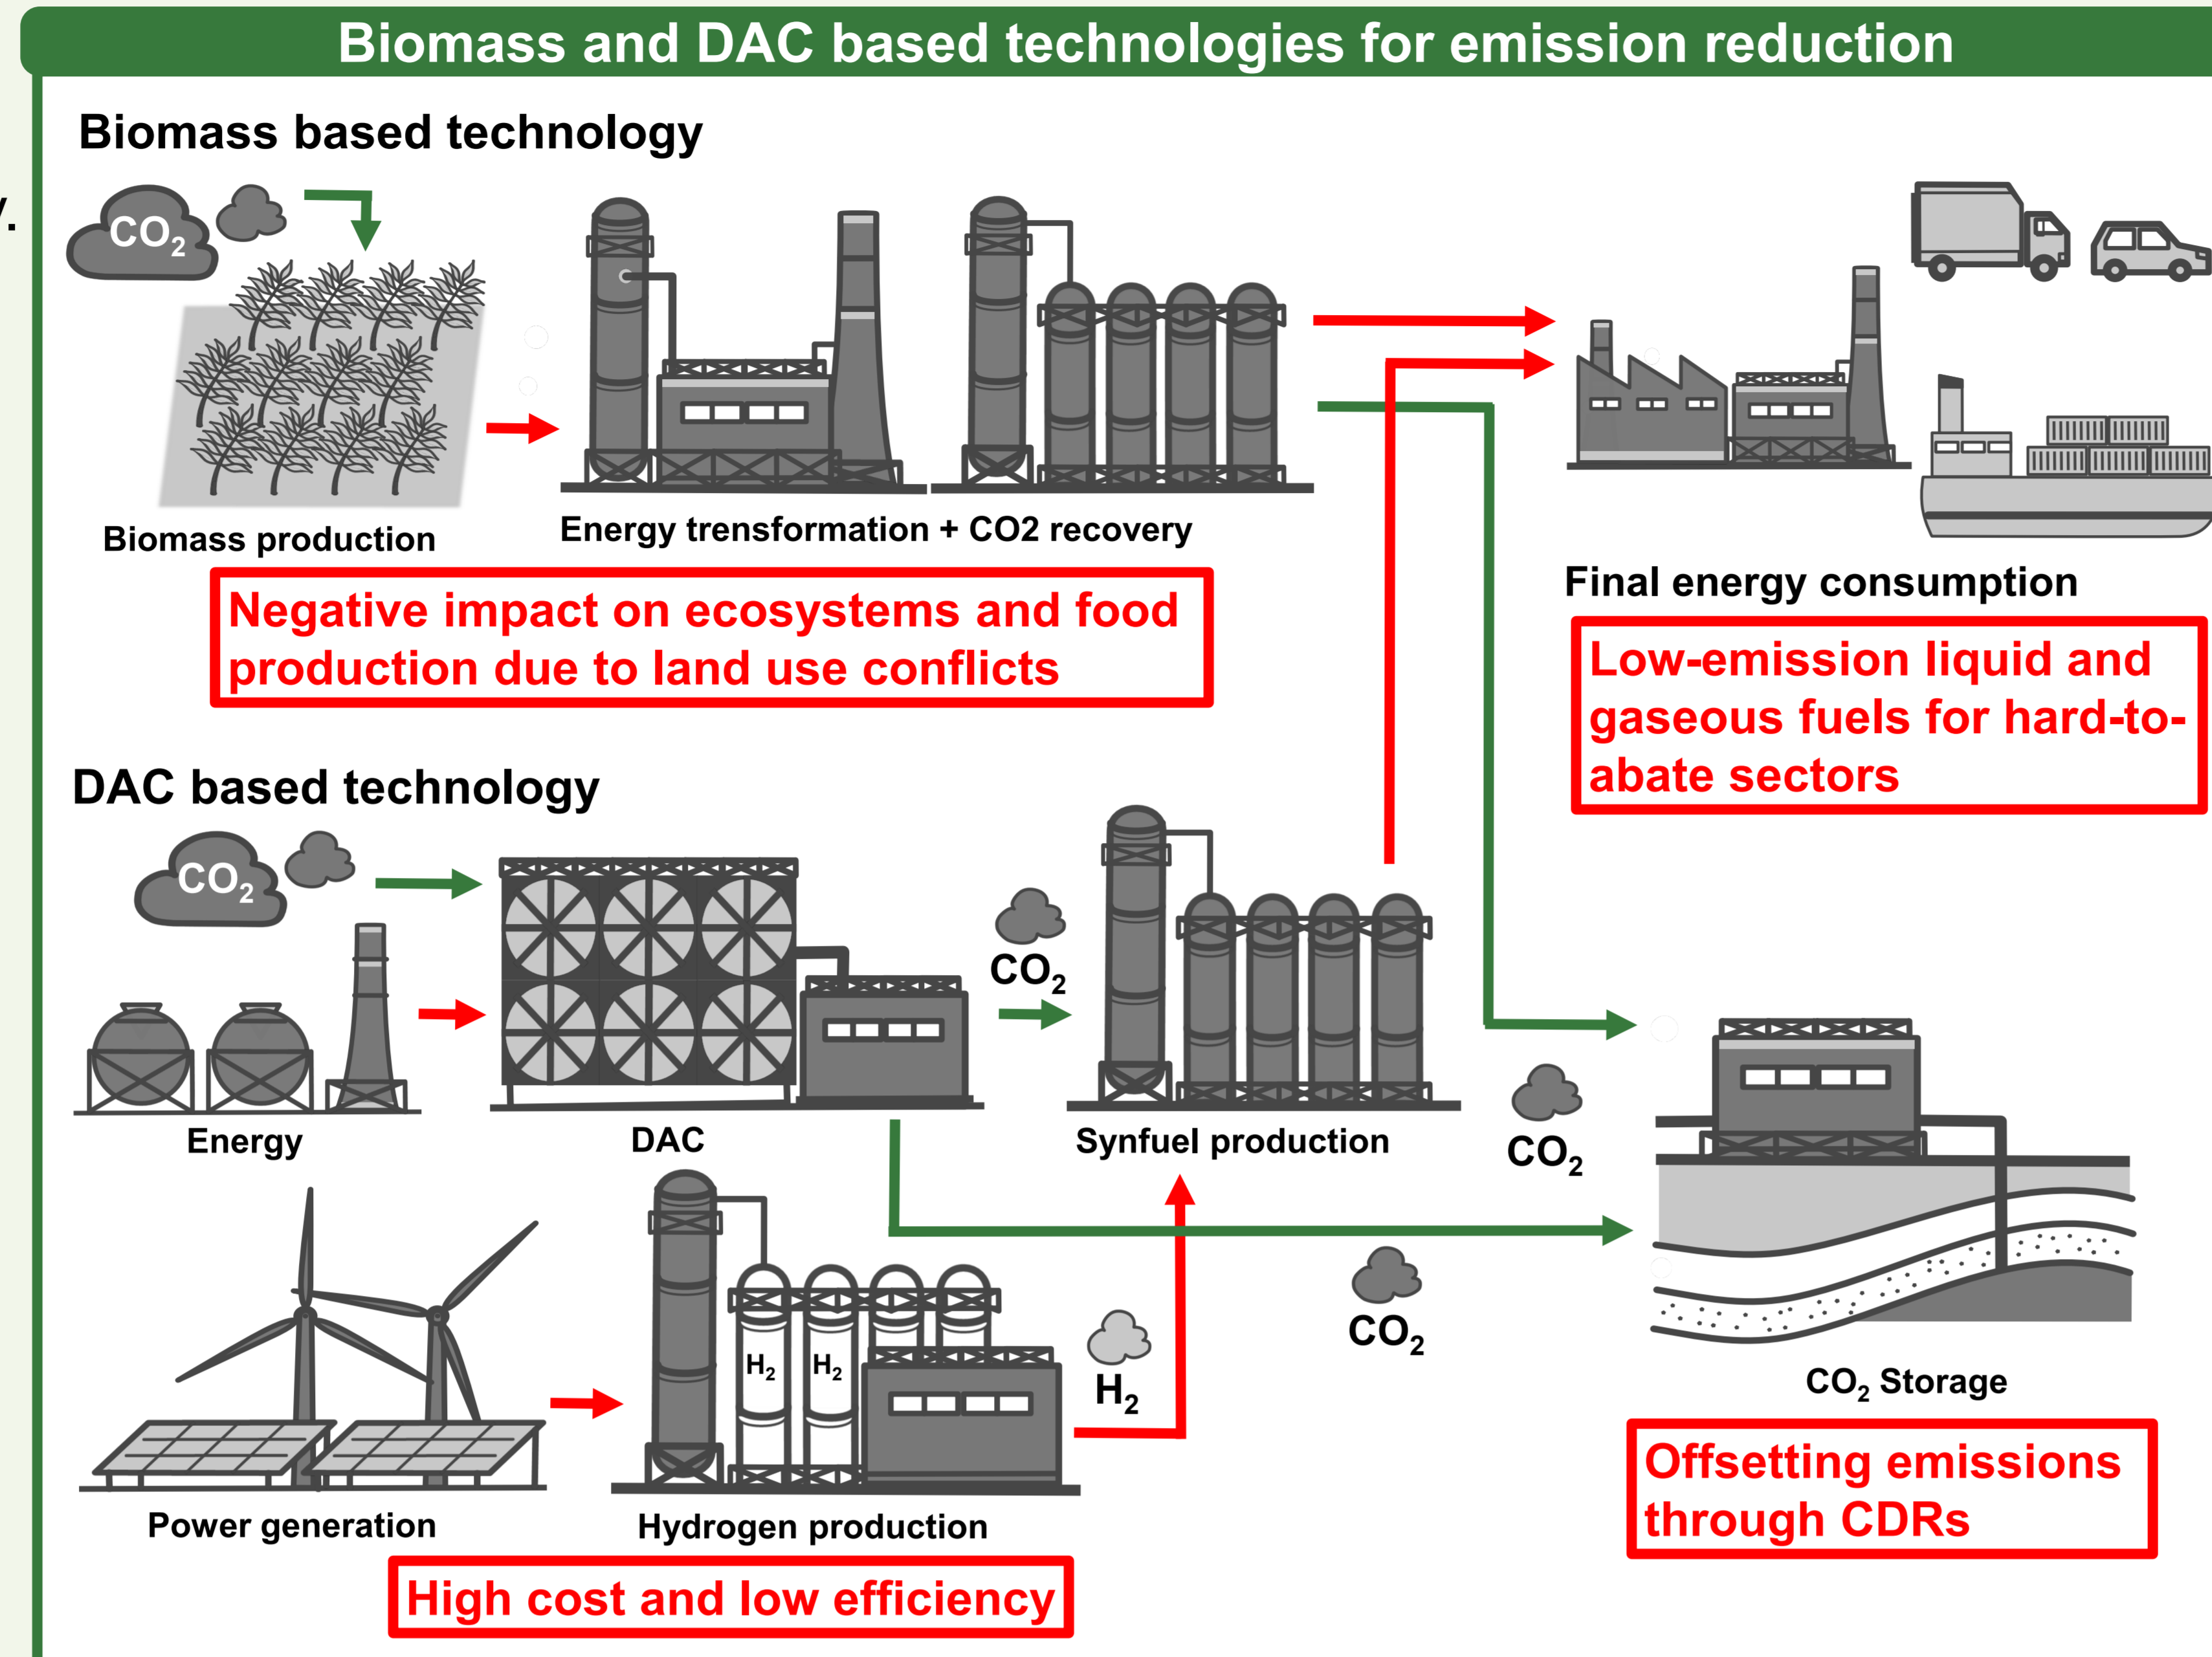 Biomass and DAC based technologies for emission reduction
Biomass based technology
CO₂
Biomass production
Energy trensformation + CO2 recovery
Negative impact on ecosystems and food
production due to land use conflicts
Final energy consumption
Low-emission liquid and
gaseous fuels for hard-to-
abate sectors
DAC based technology
CO₂
CO₂
Energy
DAC
Synfuel production
CO₂
H₂
H₂
H₂
CO₂
Power generation
Hydrogen production
High cost and low efficiency
CO₂ Storage
Offsetting emissions
through CDRs